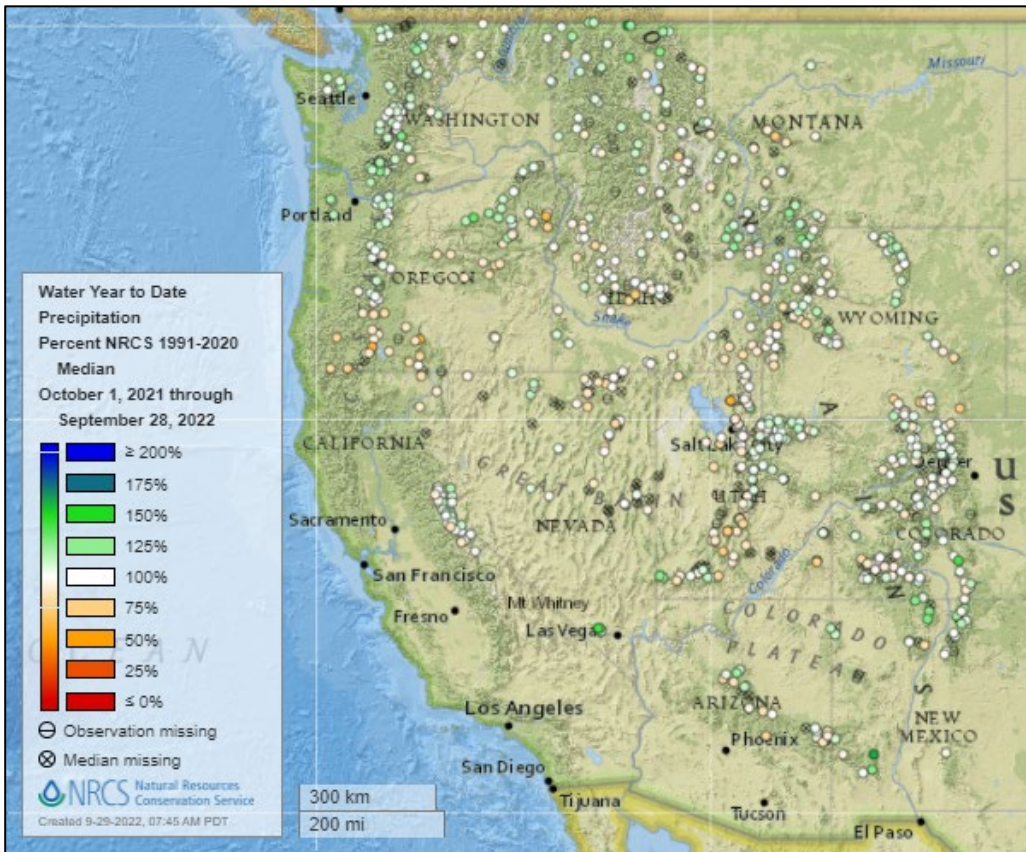 Missouri
Seattle
WASHINGTON
MONTANA
Portland
OREGON
Snake
WYOMING
Water Year to Date
Precipitation
Percent NRCS 1991-2020
Median
October 1, 2021 through
September 28, 2022
≥ 200%
175%
150%
125%
100%
75%
50%
25%
≤ 0%
Observation missing
Median missing
NRCS Natural Resources
Conservation Service
Created 9-29-2022, 07:45 AM PDT
CALIFORNIA
Salt Lake City
Denver
US
GREAT BASIN
UTAH
NEVADA
COLORADO
Sacramento
San Francisco
Colorado
Fresno
Mt Whitney
Las Vegas
COLORADO
PLATEAU
OCEAN
Los Angeles
ARIZONA
NEW
MEXICO
Phoenix
San Diego
Tijuana
Tucson
El Paso
300 km
200 mi